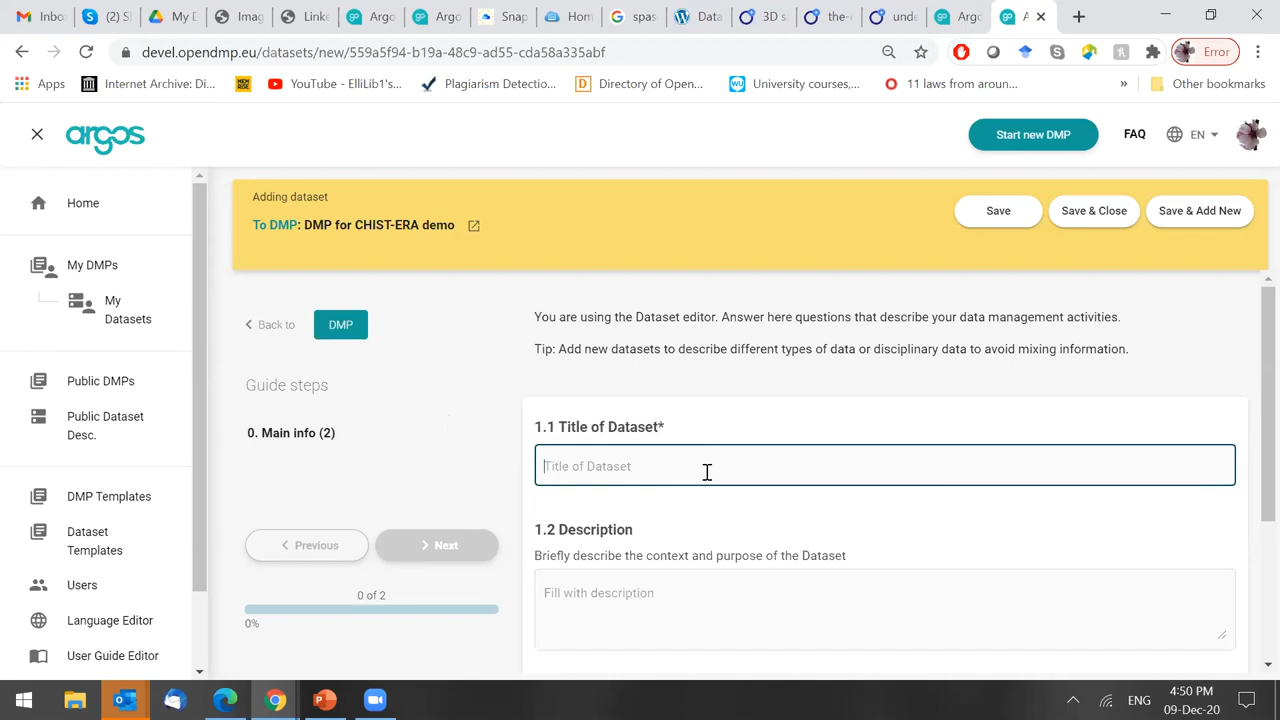 Inbo
(2) S
My D
Imag
Linke
Argo
Argo
Snap
Hom
spas
Data
3D s
the-
und
Argo
A
devel.opendmp.eu/datasets/new/559a5f94-b19a-48c9-ad55-cda58a335abf
Error
Apps
Internet Archive: Di...
YouTube - ElliLib1's...
Plagiarism Detectio...
Directory of Open...
University courses,...
11 laws from aroun...
»
Other bookmarks
argos
Start new DMP
FAQ
EN
Home
My DMPs
My
Datasets
Public DMPs
Public Dataset
Desc.
DMP Templates
Dataset
Templates
Users
Language Editor
User Guide Editor
Adding dataset
To DMP: DMP for CHIST-ERA demo
Save
Save & Close
Save & Add New
Back to
DMP
Guide steps
0. Main info (2)
Previous
Next
0 of 2
0%
You are using the Dataset editor. Answer here questions that describe your data management activities.
Tip: Add new datasets to describe different types of data or disciplinary data to avoid mixing information.
1.1 Title of Dataset*
Title of Dataset
1.2 Description
Briefly describe the context and purpose of the Dataset
Fill with description
ENG
4:50 PM
09-Dec-20